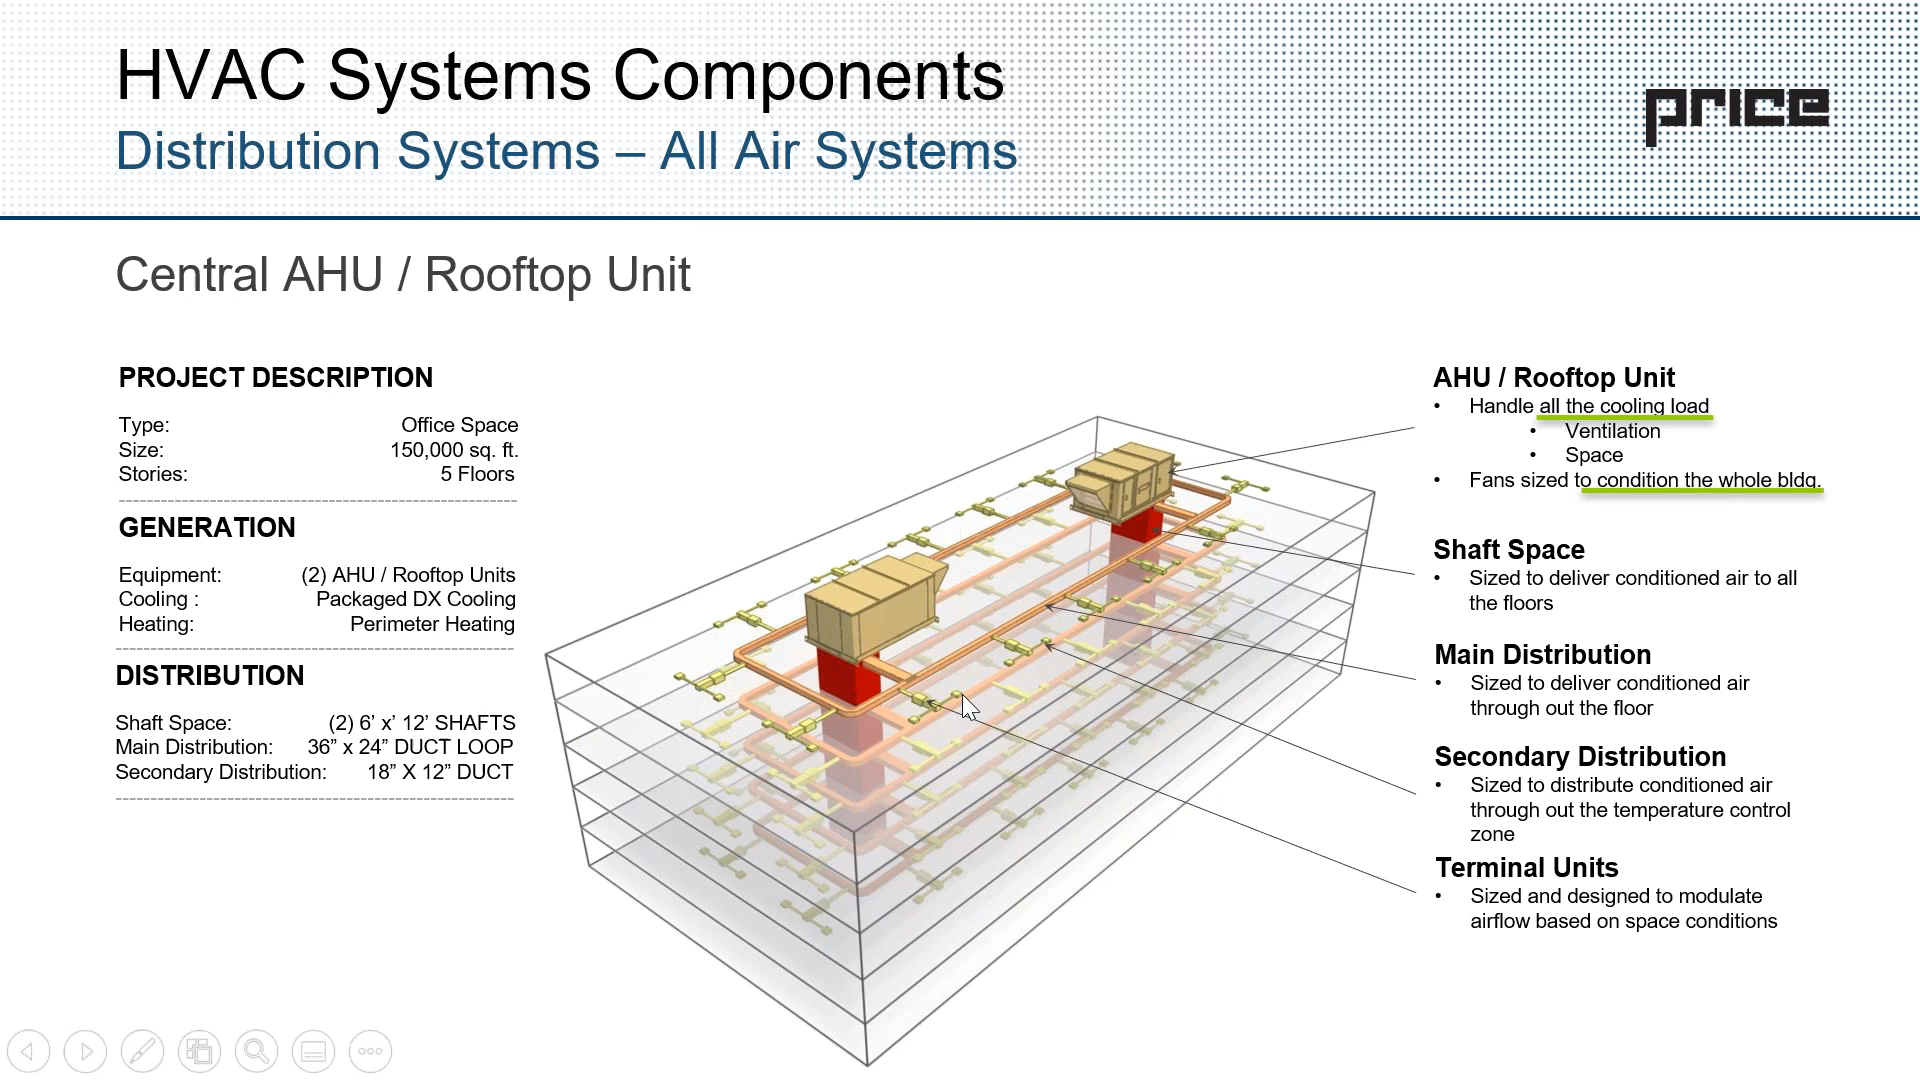 HVAC Systems Components
Distribution Systems – All Air Systems
price
Central AHU / Rooftop Unit
PROJECT DESCRIPTION
Type: Office Space
Size: 150,000 sq. ft.
Stories: 5 Floors
GENERATION
Equipment: (2) AHU / Rooftop Units
Cooling : Packaged DX Cooling
Heating: Perimeter Heating
DISTRIBUTION
Shaft Space: (2) 6’ x’ 12’ SHAFTS
Main Distribution: 36” x 24” DUCT LOOP
Secondary Distribution: 18” X 12” DUCT
AHU / Rooftop Unit
• Handle all the cooling load
• Ventilation
• Space
• Fans sized to condition the whole bldg.
Shaft Space
• Sized to deliver conditioned air to all
the floors
Main Distribution
• Sized to deliver conditioned air
through out the floor
Secondary Distribution
• Sized to distribute conditioned air
through out the temperature control
zone
Terminal Units
• Sized and designed to modulate
airflow based on space conditions